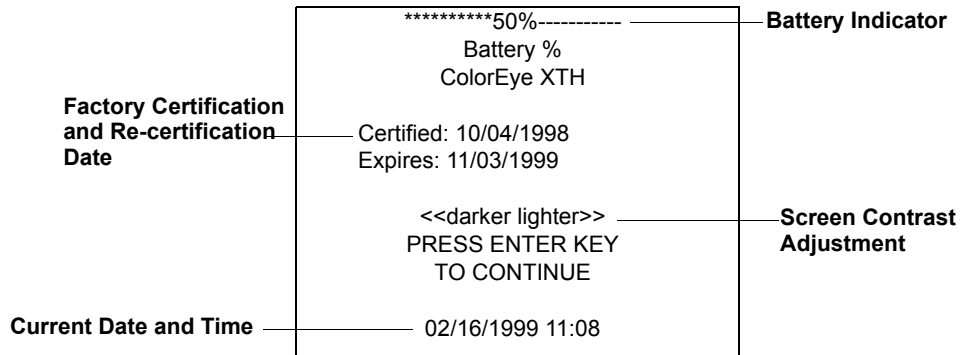 **********50%-----------
Battery %
ColorEye XTH
Certified: 10/04/1998
Expires: 11/03/1999
<<darker lighter>>
PRESS ENTER KEY
TO CONTINUE
02/16/1999 11:08
Battery Indicator
Factory Certification
and Re-certification
Date
Screen Contrast
Adjustment
Current Date and Time